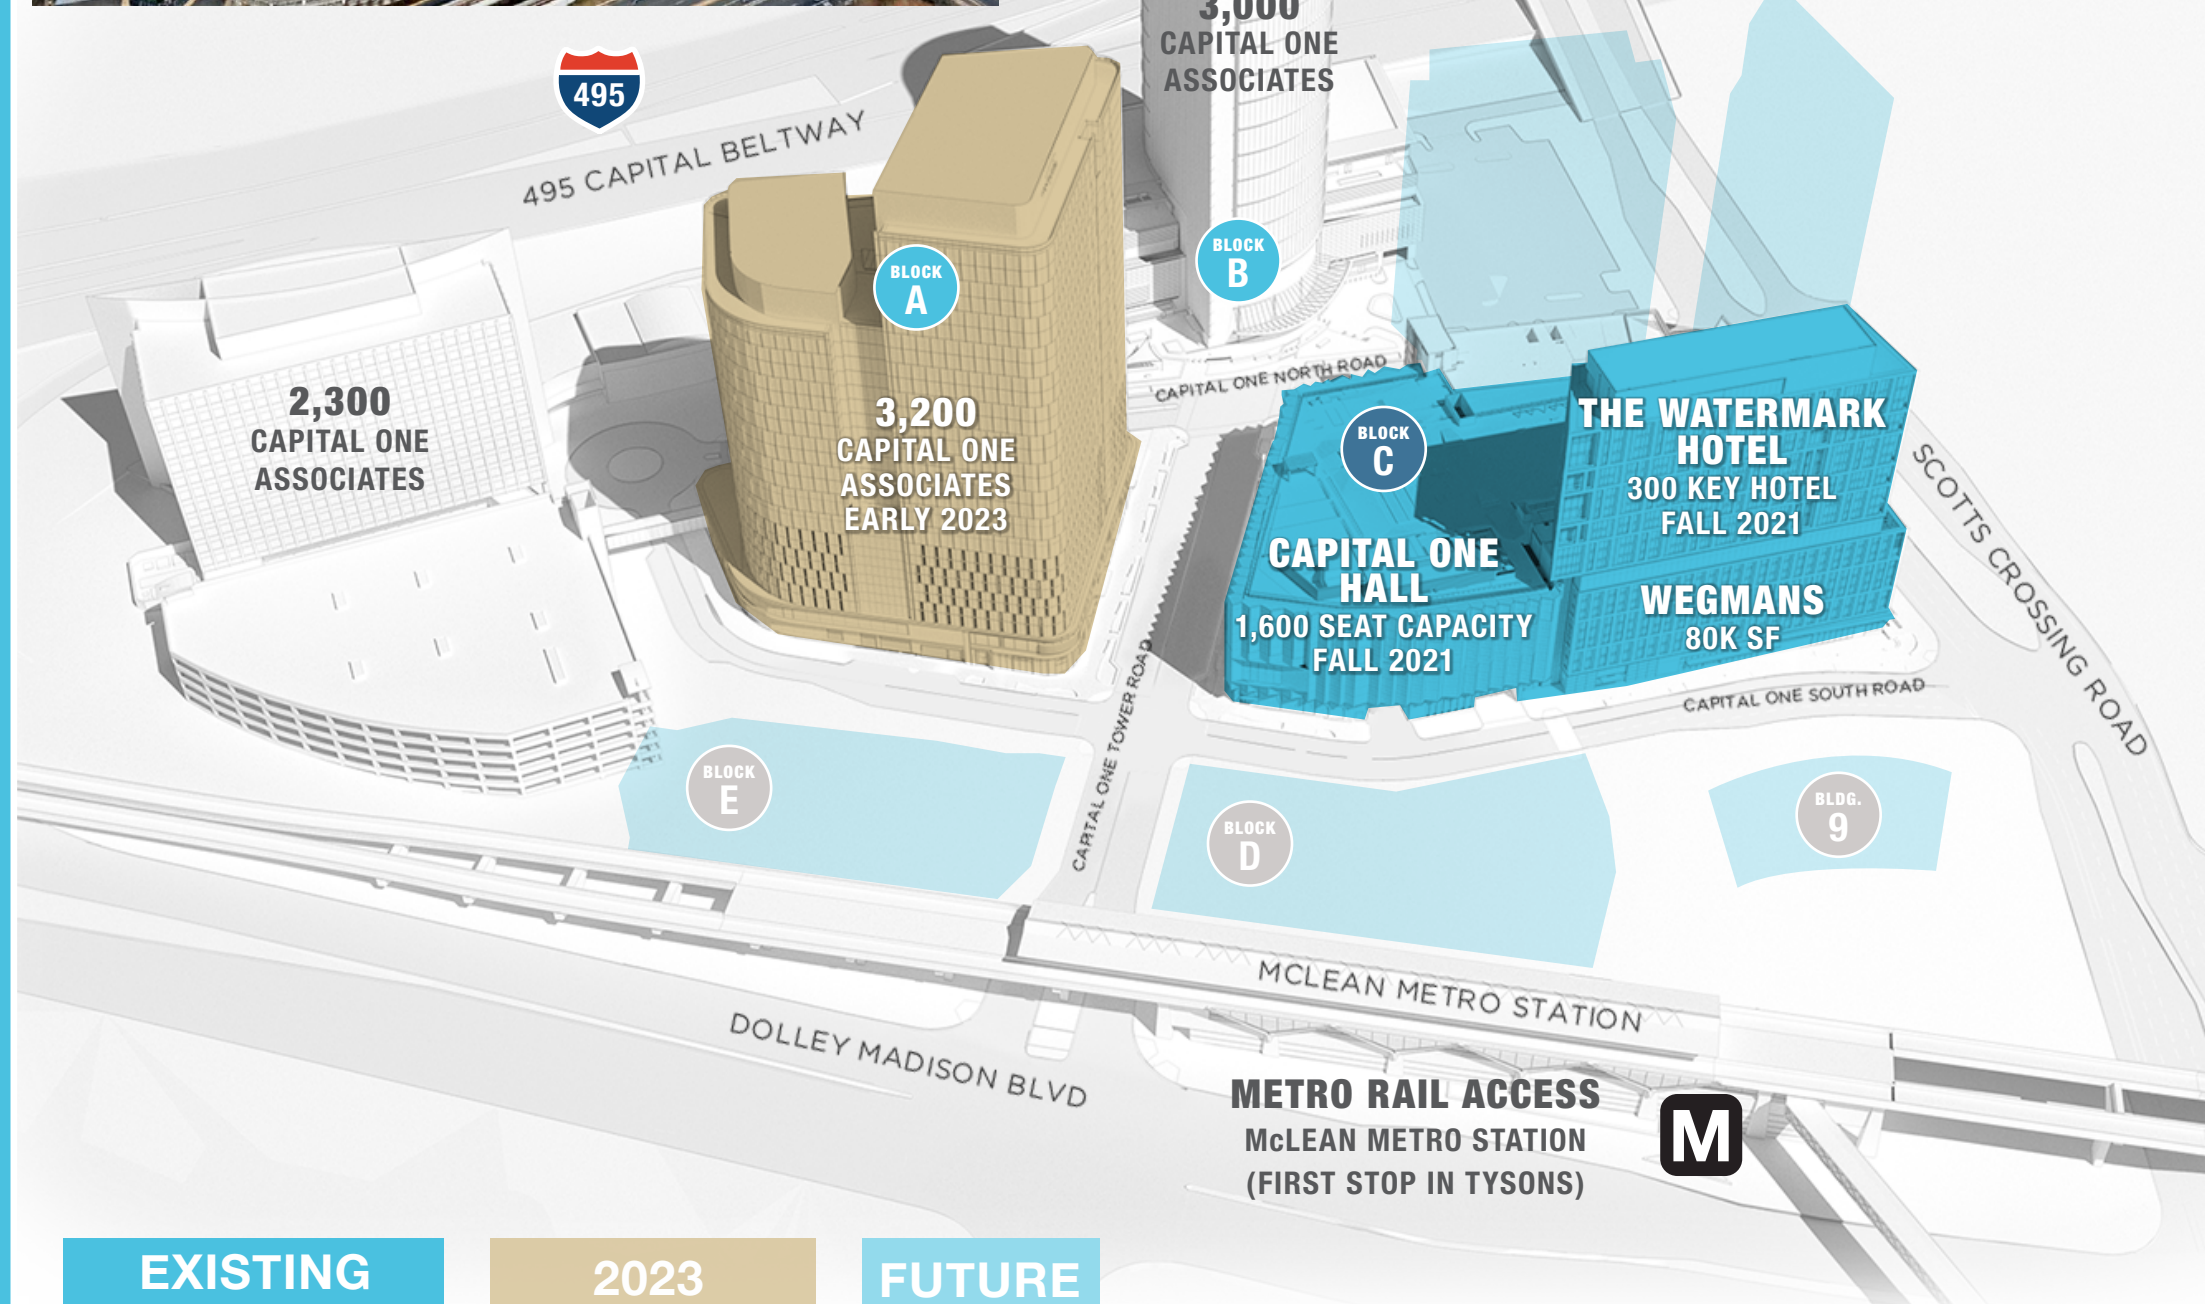 3,000
CAPITAL ONE
ASSOCIATES
495
495 CAPITAL BELTWAY
BLOCK
A
BLOCK
B
2,300
CAPITAL ONE
ASSOCIATES
3,200
CAPITAL ONE
ASSOCIATES
EARLY 2023
CAPITAL ONE NORTH ROAD
BLOCK
C
THE WATERMARK
HOTEL
300 KEY HOTEL
FALL 2021
CAPITAL ONE
HALL
1,600 SEAT CAPACITY
FALL 2021
WEGMANS
80K SF
SCOTTS CROSSING ROAD
CAPITAL ONE TOWER ROAD
CAPITAL ONE SOUTH ROAD
BLOCK
E
BLOCK
D
BLDG.
9
MCLEAN METRO STATION
DOLLEY MADISON BLVD
METRO RAIL ACCESS
McLEAN METRO STATION
(FIRST STOP IN TYSONS)
M
EXISTING
2023
FUTURE